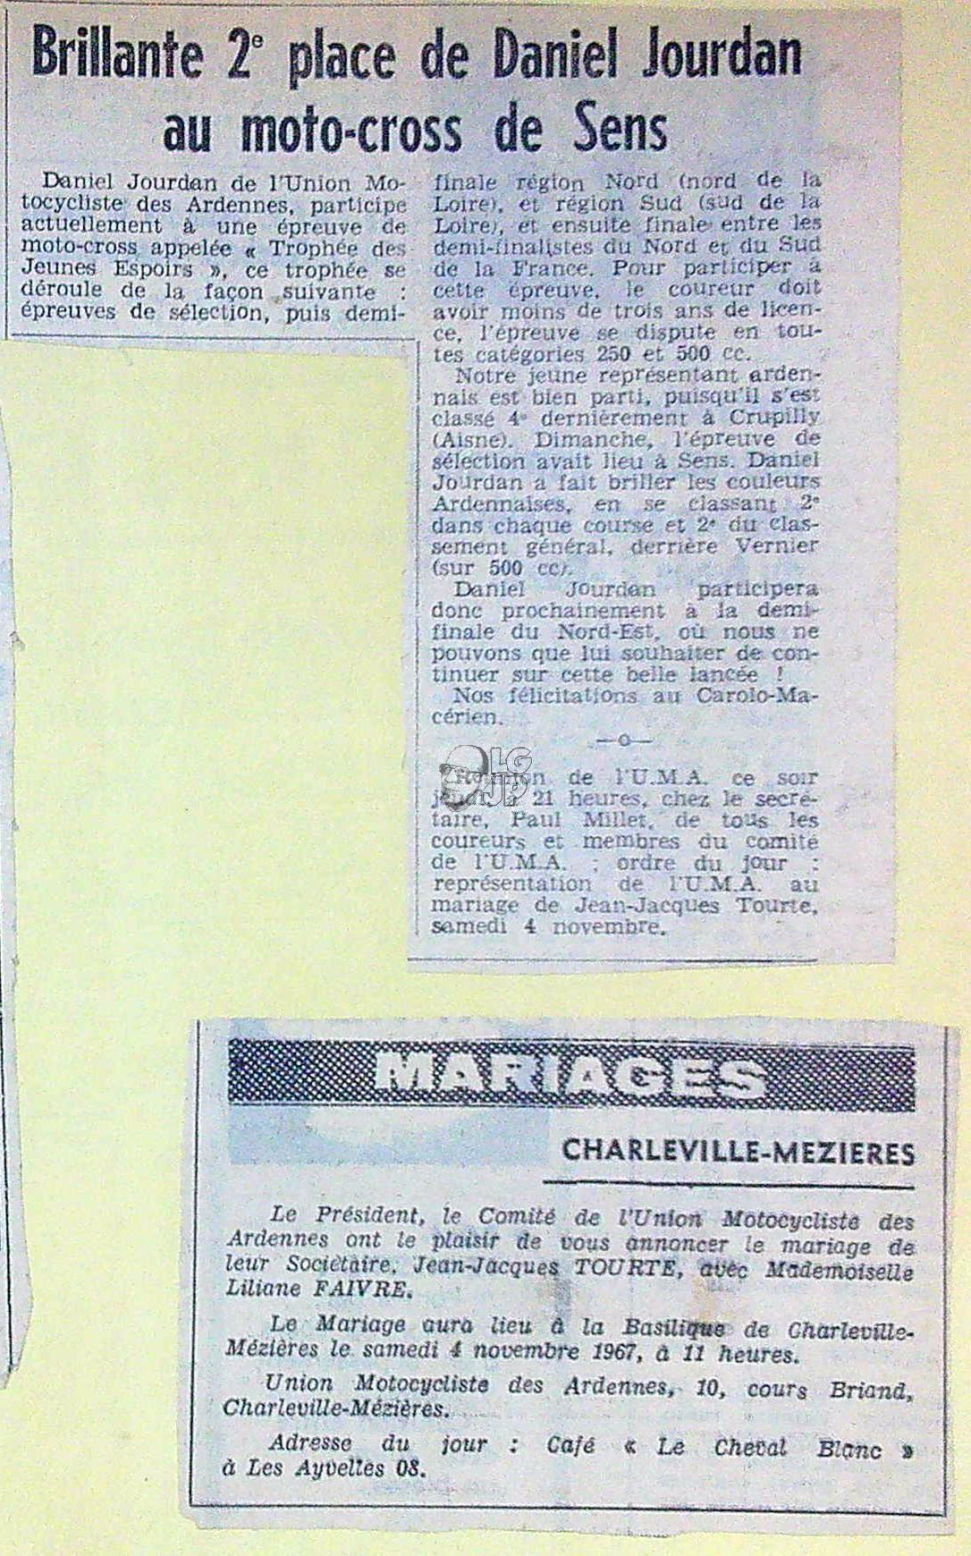 Brillante 2e place de Daniel Jourdan
au moto-cross de Sens
Daniel Jourdan de l'Union Mo-
tocycliste des Ardennes, participe
actuellement à une épreuve de
moto-cross appelée « Trophée des
Jeunes Espoirs », ce trophée se
déroule de la façon suivante :
épreuves de sélection, puis demi-
finale région Nord (nord de la
Loire), et région Sud (sud de la
Loire), et ensuite finale entre les
demi-finalistes du Nord et du Sud
de la France. Pour participer à
cette épreuve, le coureur doit
avoir moins de trois ans de licen-
ce, l'épreuve se dispute en tou-
tes catégories 250 et 500 cc.
Notre jeune représentant arden-
nais est bien parti, puisqu'il s'est
classé 4e dernièrement à Crupilly
(Aisne). Dimanche, l'épreuve de
sélection avait lieu à Sens. Daniel
Jourdan a fait briller les couleurs
Ardennaises, en se classant 2e
dans chaque course et 2e du clas-
sement général, derrière Vernier
(sur 500 cc).
Daniel Jourdan participera
donc prochainement à la demi-
finale du Nord-Est, où nous ne
pouvons que lui souhaiter de con-
tinuer sur cette belle lancée !
Nos félicitations au Carolo-Ma-
cérien.
—o—
Réunion de l'U.M.A. ce soir
jeudi, à 21 heures, chez le secré-
taire, Paul Millet, de tous les
coureurs et membres du comité
de l'U.M.A. ; ordre du jour :
représentation de l'U.M.A. au
mariage de Jean-Jacques Tourte,
samedi 4 novembre.
LG
JP
MARIAGES
CHARLEVILLE-MEZIERES
Le Président, le Comité de l'Union Motocycliste des
Ardennes ont le plaisir de vous annoncer le mariage de
leur Sociétaire, Jean-Jacques TOURTE, avec Mademoiselle
Liliane FAIVRE.
Le Mariage aura lieu à la Basilique de Charleville-
Mézières le samedi 4 novembre 1967, à 11 heures.
Union Motocycliste des Ardennes, 10, cours Briand,
Charleville-Mézières.
Adresse du jour : Café « Le Cheval Blanc »
à Les Ayvelles 08.